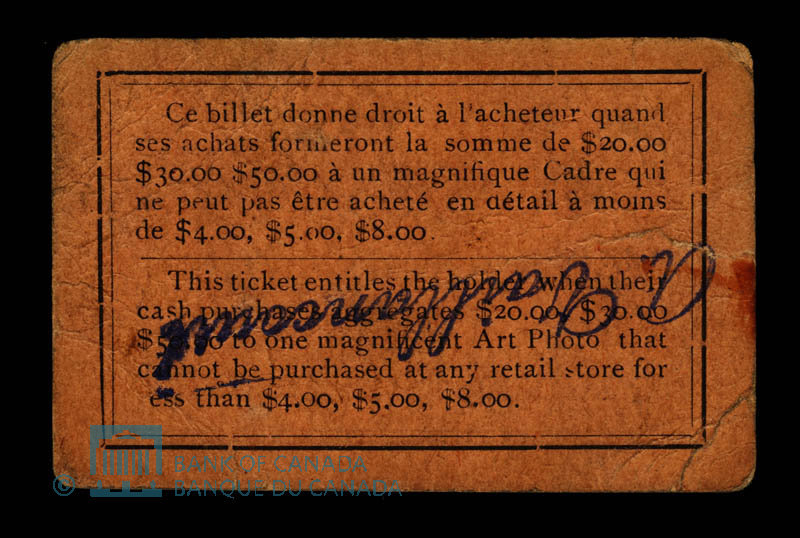 Ce billet donne droit à l'acheteur quand
ses achats formeront la somme de $20.00
$30.00 $50.00 à un magnifique Cadre qui
ne peut pas être acheté en détail à moins
de $4.00, $5.00, $8.00.
This ticket entitles the holder when their
cash purchases aggregates $20.00, $30.00
$50.00 to one magnificent Art Photo that
cannot be purchased at any retail store for
ess than $4.00, $5.00, $8.00.
© BANK OF CANADA
BANQUE DU CANADA